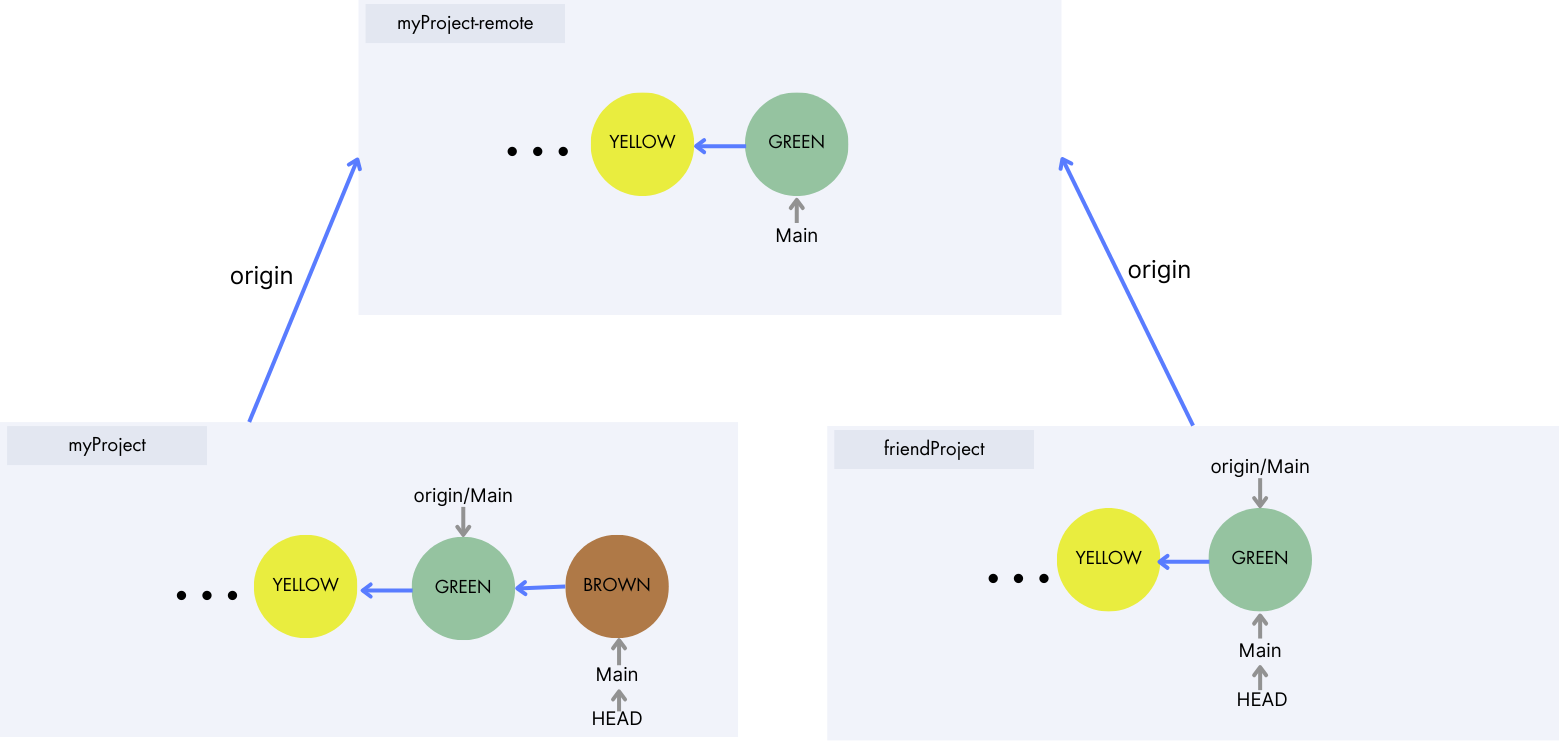 myProject-remote
YELLOW
GREEN
Main
origin
origin
myProject
origin/Main
YELLOW
GREEN
BROWN
Main
HEAD
friendProject
origin/Main
YELLOW
GREEN
Main
HEAD